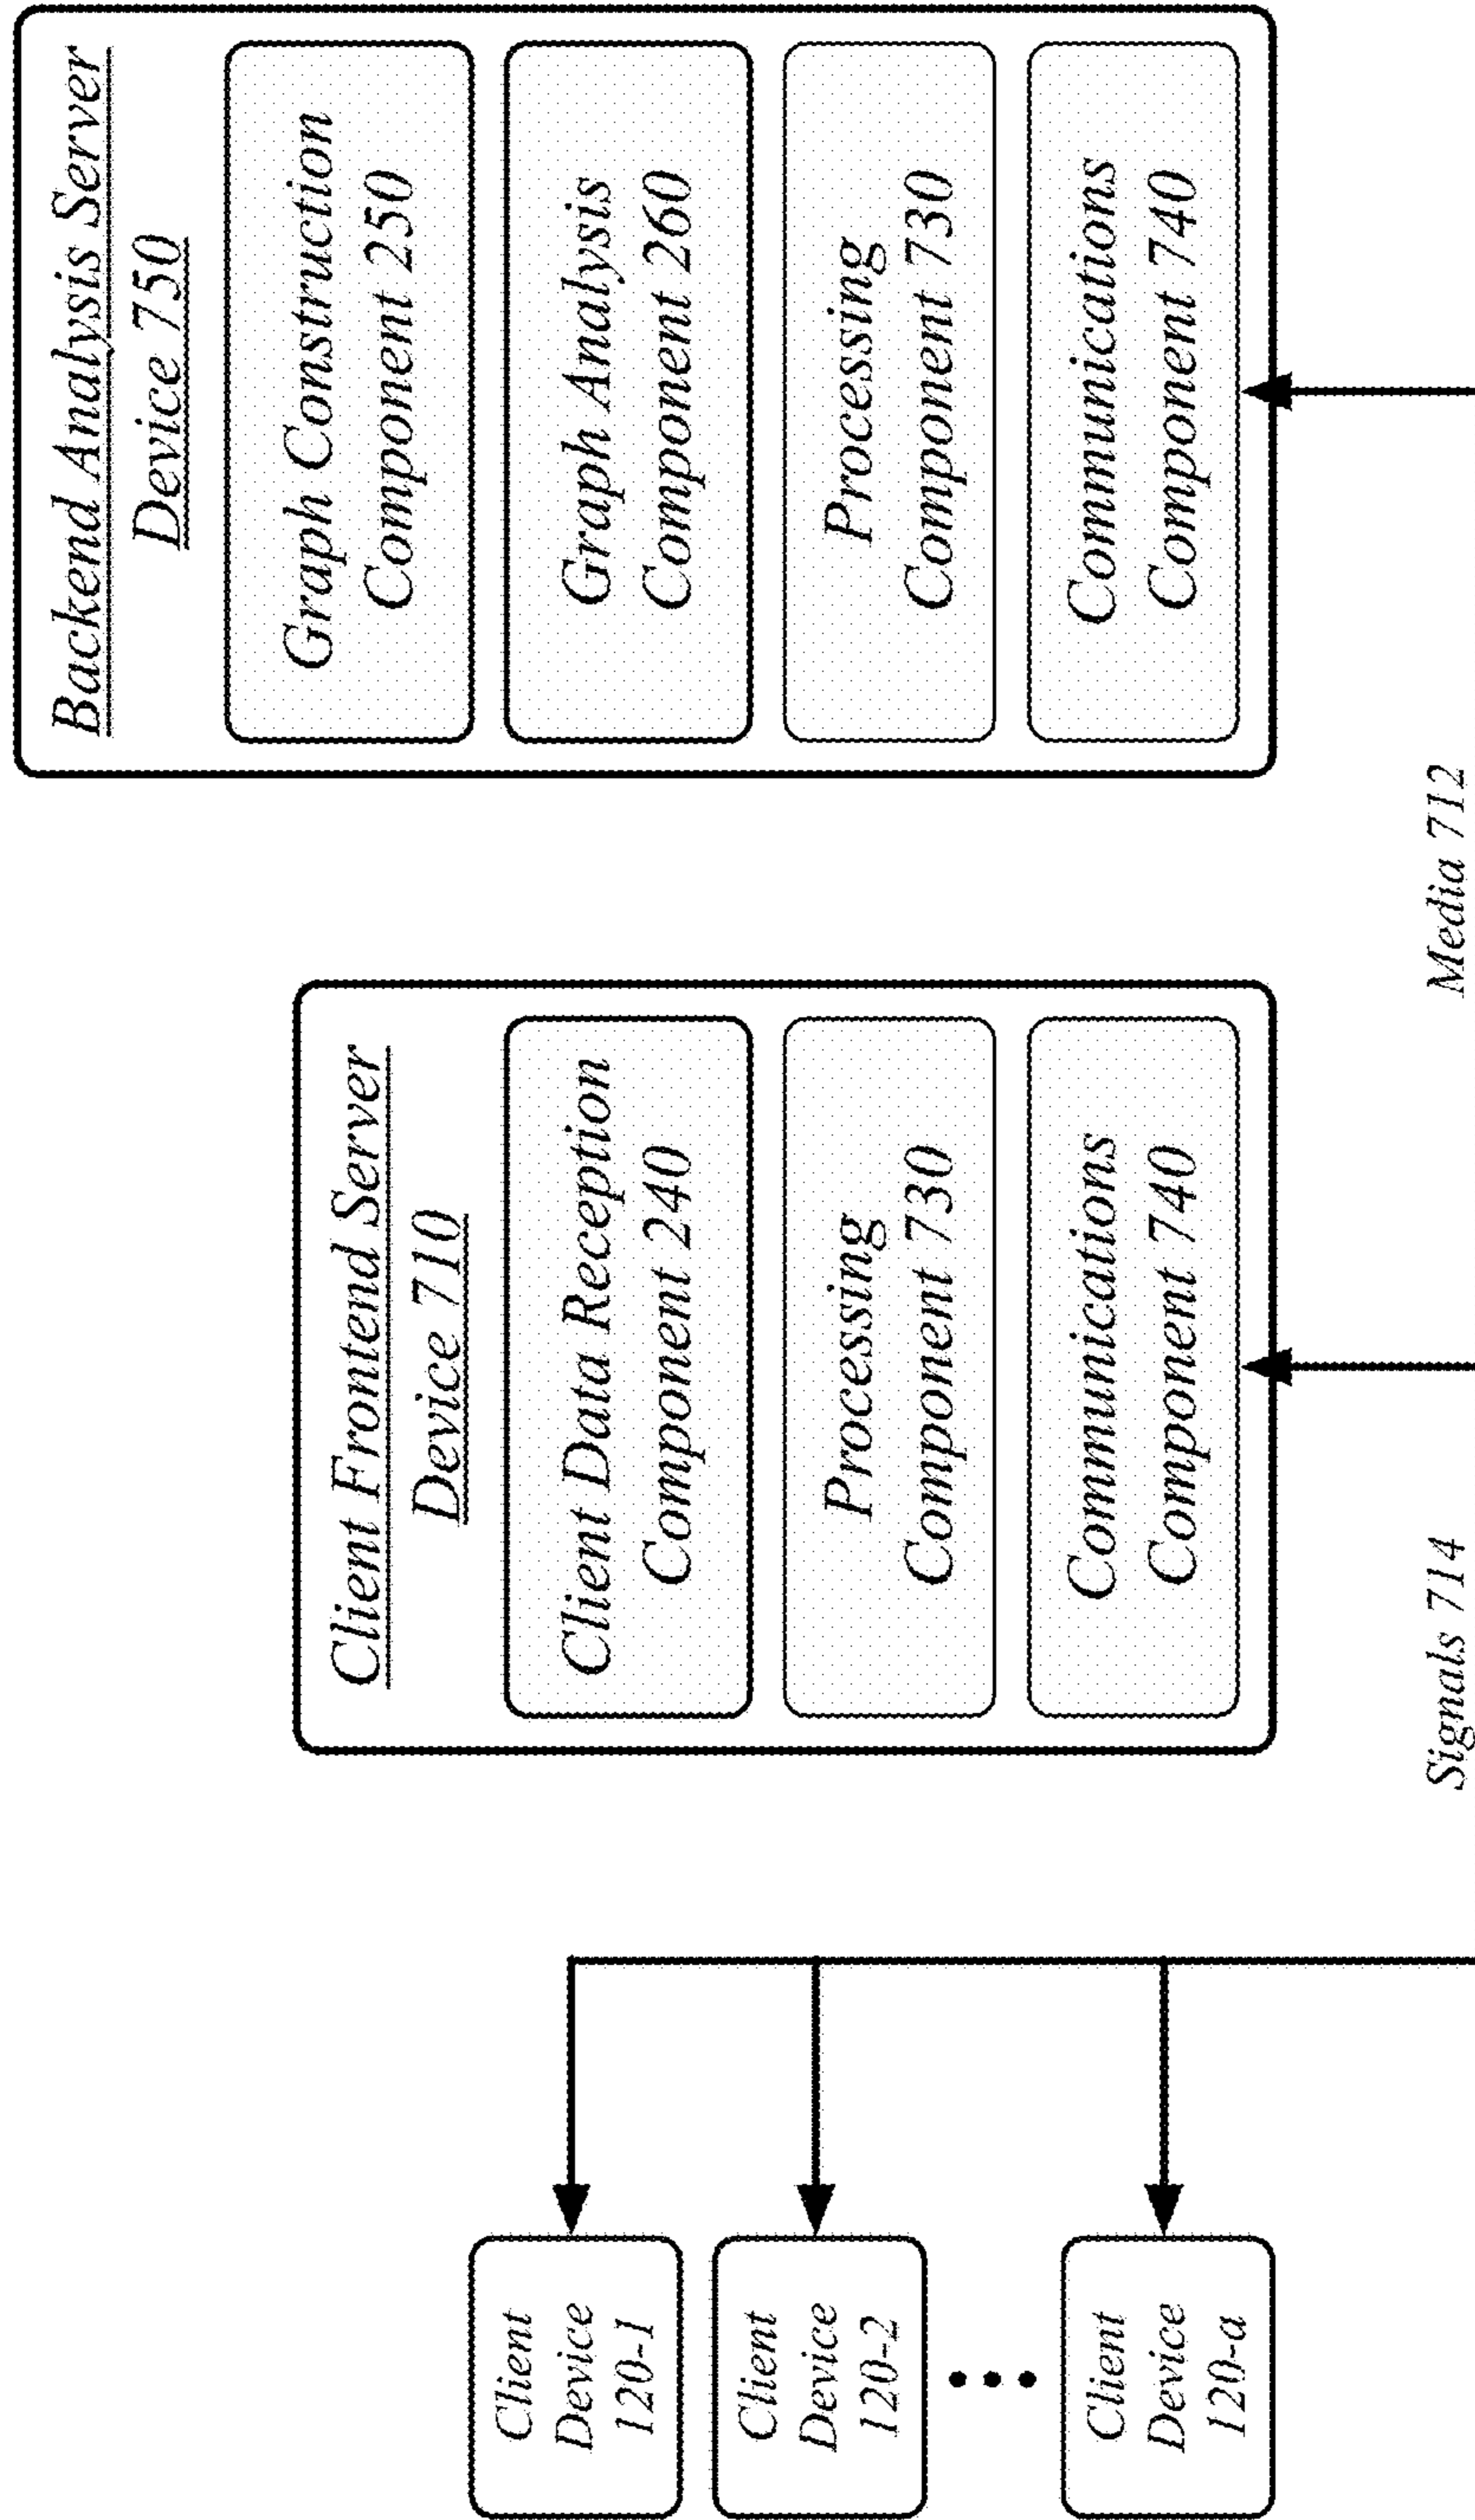 Client
Device
120-1
Client
Device
120-2
Client
Device
120-a
Client Frontend Server
Device 710
Client Data Reception
Component 240
Processing
Component 730
Communications
Component 740
Backend Analysis Server
Device 750
Graph Construction
Component 250
Graph Analysis
Component 260
Processing
Component 730
Communications
Component 740
Signals 714
Media 712